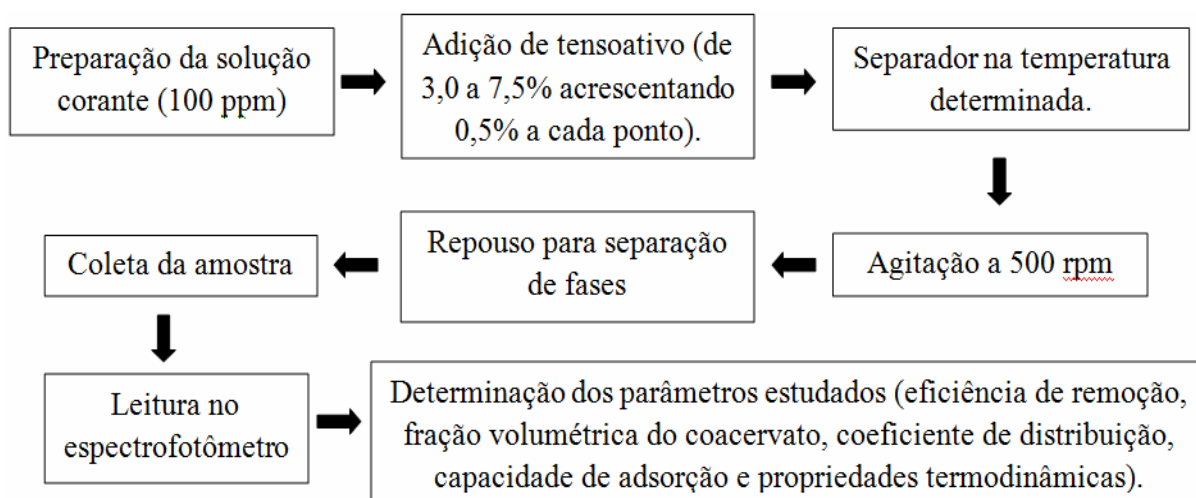 Preparação da solução
corante (100 ppm)
Adição de tensoativo (de
3,0 a 7,5% acrescentando
0,5% a cada ponto).
Separador na temperatura
determinada.
Agitação a 500 rpm
Repouso para separação
de fases
Coleta da amostra
Leitura no
espectrofotômetro
Determinação dos parâmetros estudados (eficiência de remoção,
fração volumétrica do coacervato, coeficiente de distribuição,
capacidade de adsorção e propriedades termodinâmicas).